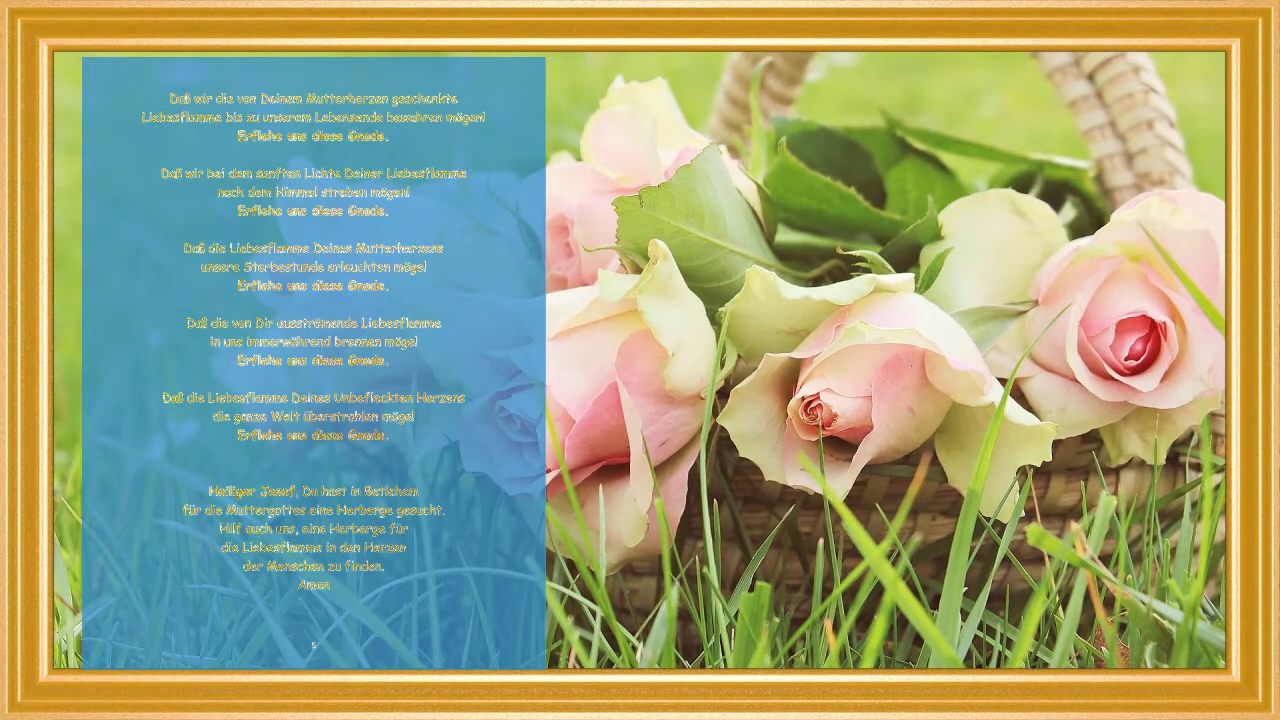 Daß wir die von Deinem Mutterherzen geschenkte
Liebesflamme bis zu unserem Lebensende bewahren mögen!
Erflehe uns diese Gnade.
Daß wir bei dem sanften Lichte Deiner Liebesflamme
nach dem Himmel streben mögen!
Erflehe uns diese Gnade.
Daß die Liebesflamme Deines Mutterherzens
unsere Sterbestunde erleuchten möge!
Erflehe uns diese Gnade.
Daß die von Dir ausströmende Liebesflamme
in uns immerwährend brennen möge!
Erflehe uns diese Gnade.
Daß die Liebesflamme Deines Unbefleckten Herzens
die ganze Welt überstrahlen möge!
Erflehe uns diese Gnade.
Heiliger Josef, Du hast in Betlehem
für die Muttergottes eine Herberge gesucht.
Hilf auch uns, eine Herberge für
die Liebesflamme in den Herzen
der Menschen zu finden.
Amen
5